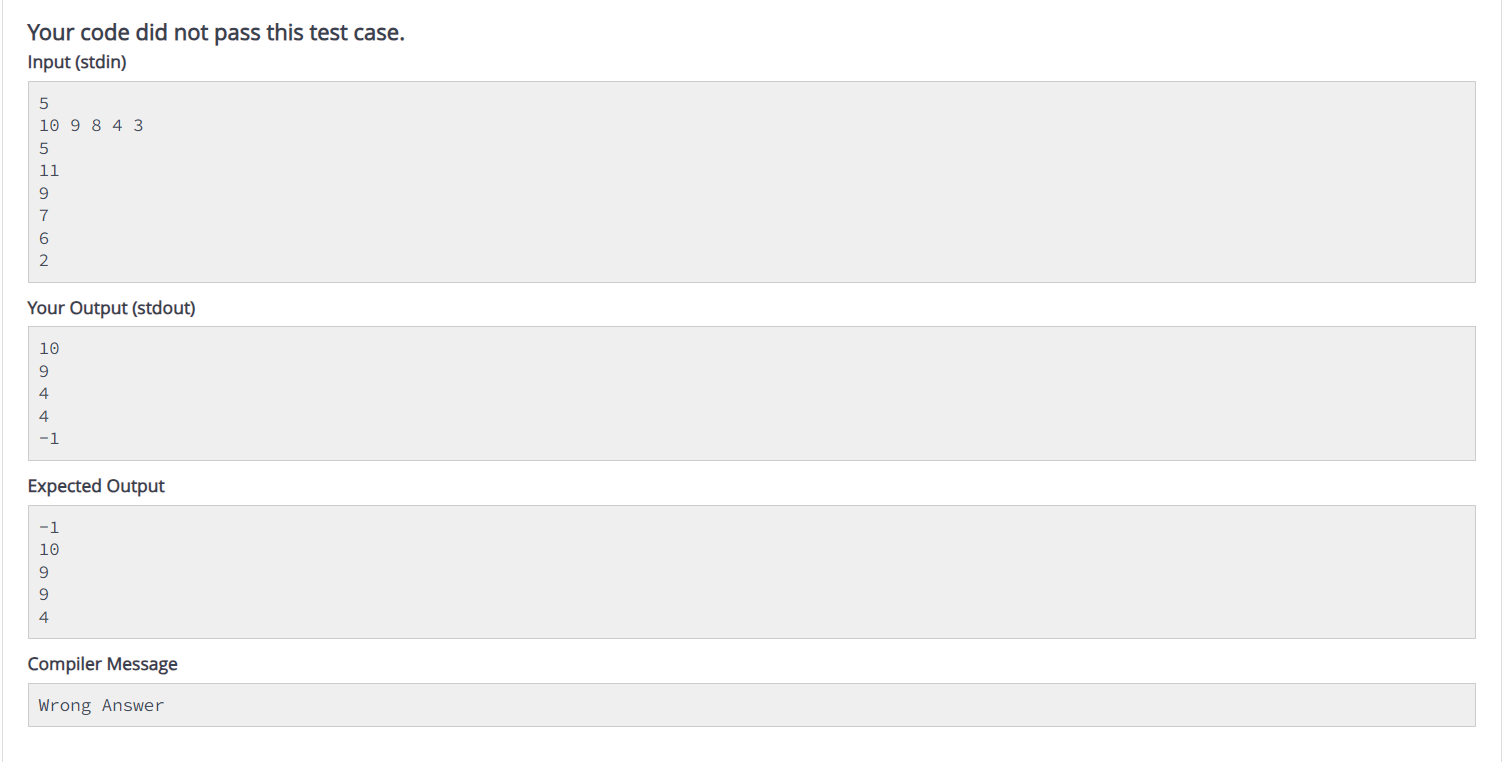 Your code did not pass this test case.
Input (stdin)
5
10 9 8 4 3
5
11
9
7
6
2
Your Output (stdout)
10
9
4
4
-1
Expected Output
-1
10
9
9
4
Compiler Message
Wrong Answer